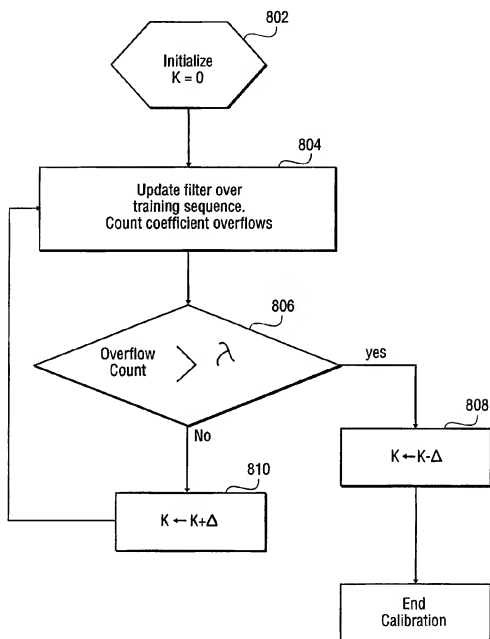 802
Initialize
K = 0
804
Update filter over
training sequence.
Count coefficient overflows
806
Overflow
Count > λ
yes
No
808
K ← K-Δ
810
K ← K+Δ
End
Calibration